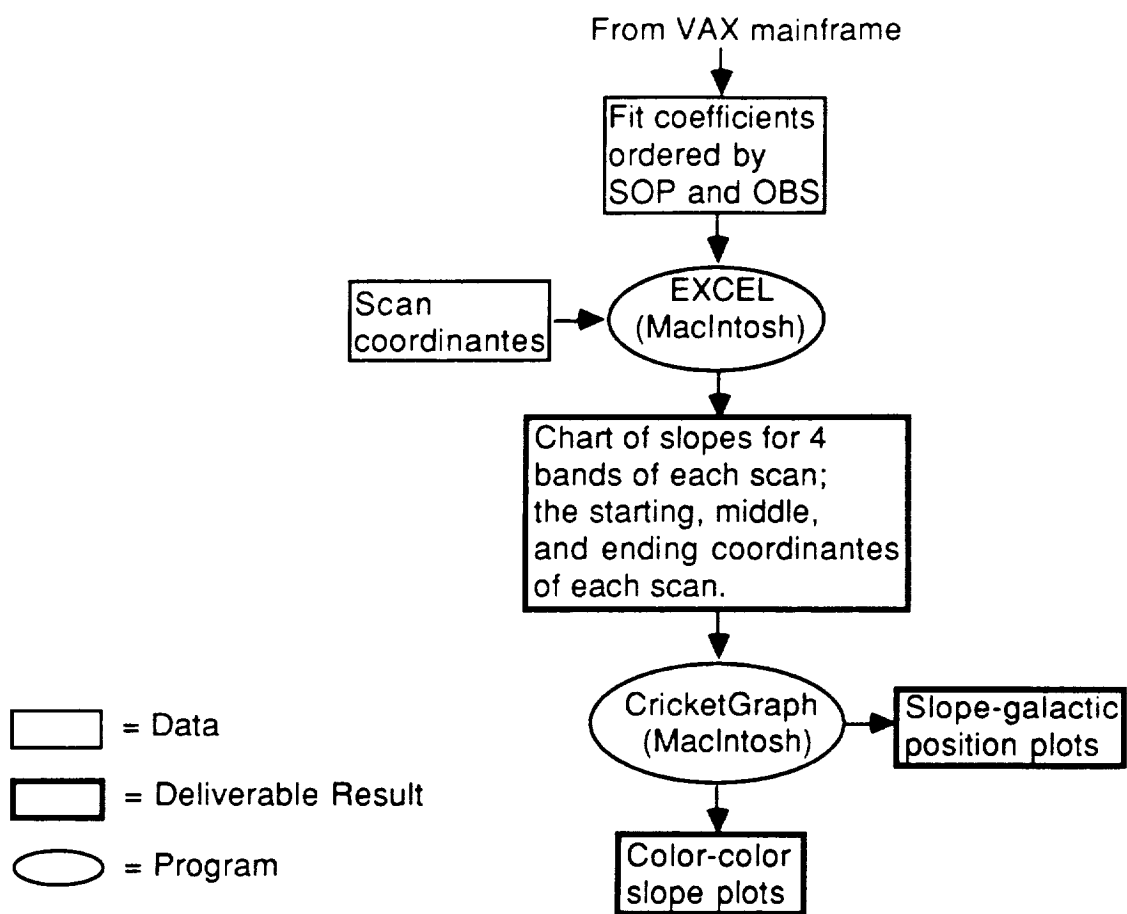 From VAX mainframe
Fit coefficients
ordered by
SOP and OBS
Scan
coordinantes
EXCEL
(MacIntosh)
Chart of slopes for 4
bands of each scan;
the starting, middle,
and ending coordinantes
of each scan.
CricketGraph
(MacIntosh)
Slope-galactic
position plots
Color-color
slope plots
= Data
= Deliverable Result
= Program